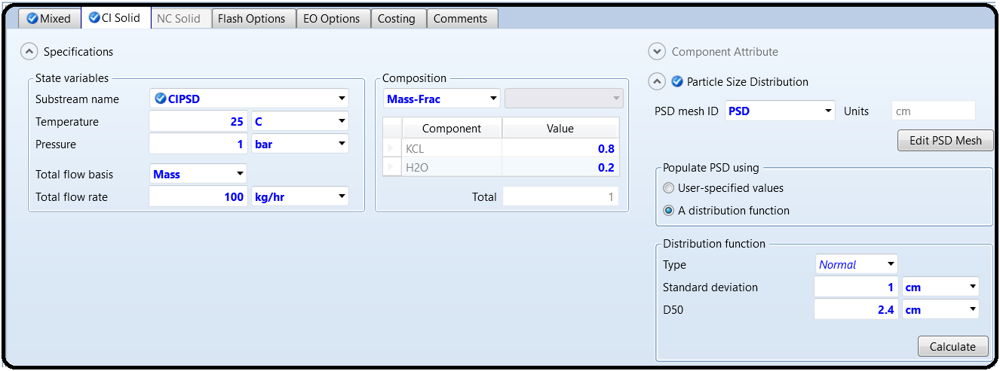 Mixed CI Solid NC Solid Flash Options EO Options Costing Comments
Specifications
State variables
Substream name CIPSD
Temperature 25 C
Pressure 1 bar
Total flow basis Mass
Total flow rate 100 kg/hr
Composition
Mass-Frac
Component Value
KCL 0.8
H2O 0.2
Total 1
Component Attribute
Particle Size Distribution
PSD mesh ID PSD Units cm
Edit PSD Mesh
Populate PSD using
User-specified values
A distribution function
Distribution function
Type Normal
Standard deviation 1 cm
D50 2.4 cm
Calculate